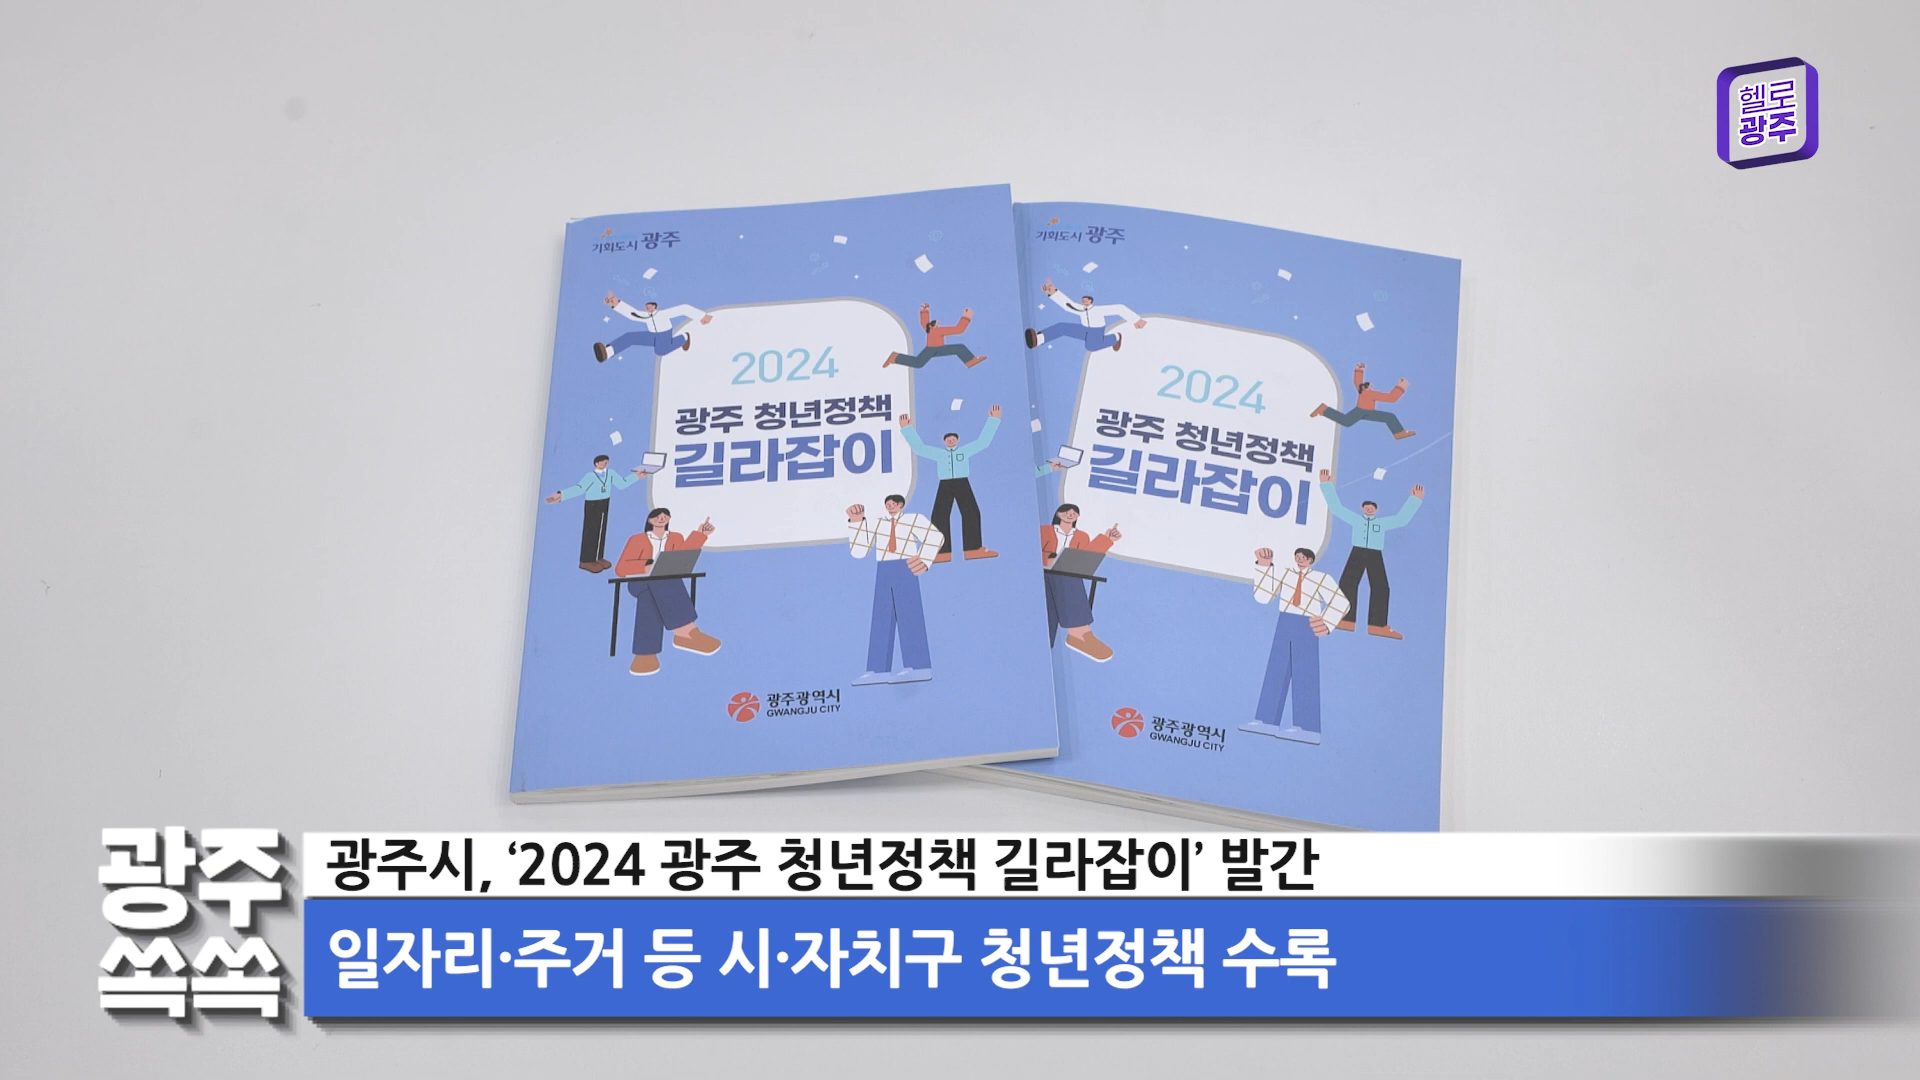 헬로
광주
기회도시 광주
2024
광주 청년정책
길라잡이
광주광역시
GWANGJU CITY
기회도시 광주
2024
광주 청년정책
길라잡이
광주광역시
GWANGJU CITY
광주
쏙쏙
광주시, ‘2024 광주 청년정책 길라잡이’ 발간
일자리·주거 등 시·자치구 청년정책 수록